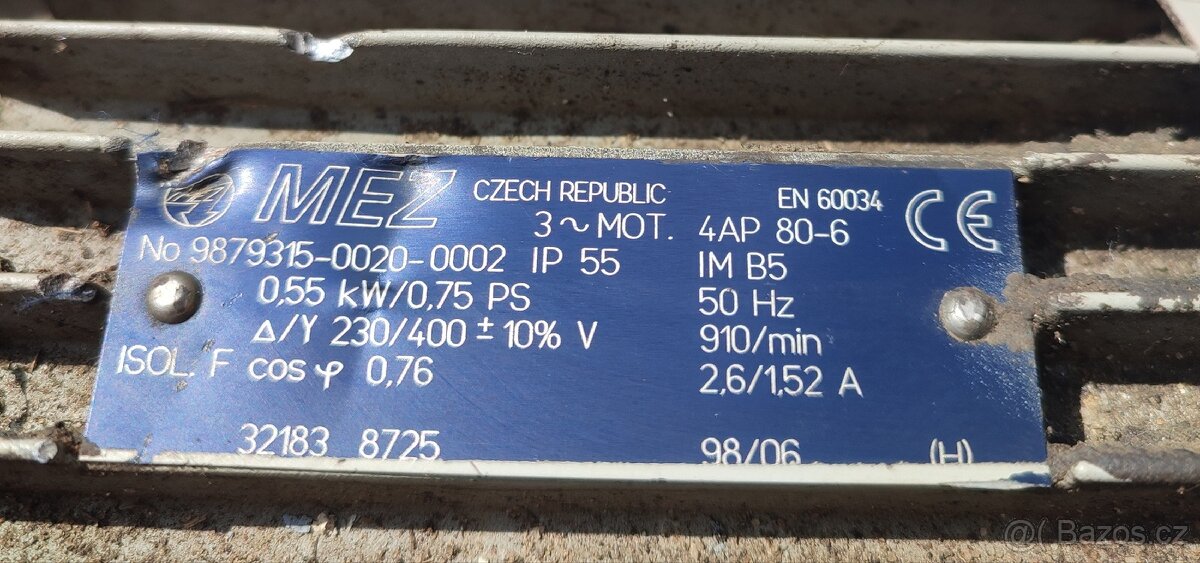 MEZ CZECH REPUBLIC EN 60034 CE
3~MOT. 4AP 80-6
No 9879315-0020-0002 IP 55 IM B5
0,55 kW/0,75 PS 50 Hz
Δ/Y 230/400 ± 10% V 910/min
ISOL. F cos φ 0,76 2,6/1,52 A
32183 8725 98/06 (H)
Bazos.cz